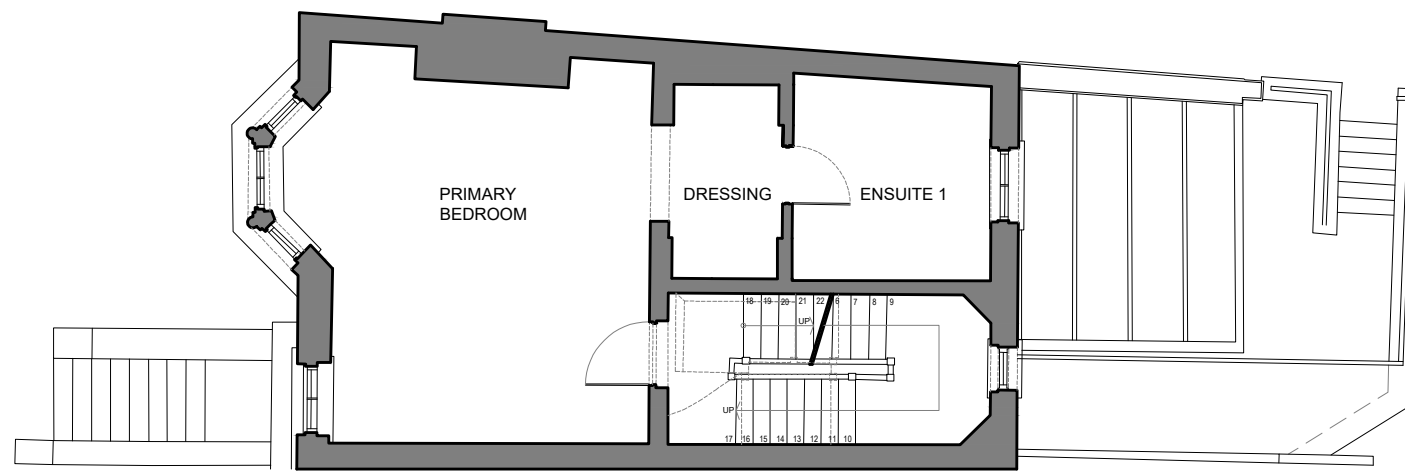 PRIMARY
BEDROOM
DRESSING
ENSUITE 1
18 19 20 21 22 6 7 8 9
UP
UP
17 16 15 14 13 12 11 10